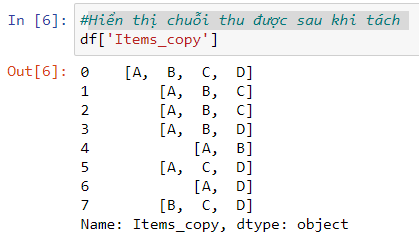 In [6]: #Hiển thị chuỗi thu được sau khi tách
df['Items_copy']
Out[6]: 0    [A,  B,  C,  D]
1        [A,  B,  C]
2        [A,  B,  C]
3        [A,  B,  D]
4            [A,  B]
5        [A,  C,  D]
6            [A,  D]
7        [B,  C,  D]
Name: Items_copy, dtype: object